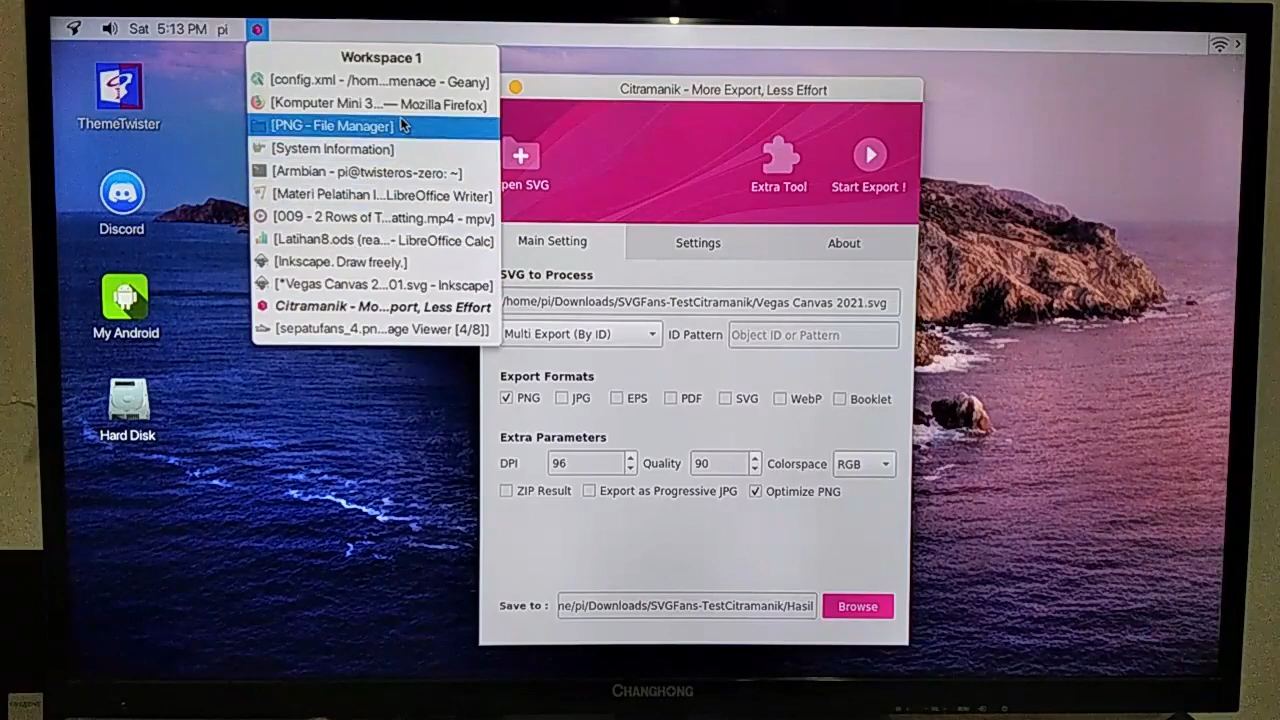 Sat 5:13 PM pi
Workspace 1
[config.xml - /hom...menace - Geany]
[Komputer Mini 3...— Mozilla Firefox]
[PNG - File Manager]
[System Information]
[Armbian - pi@twisteros-zero: ~]
[Materi Pelatihan I...LibreOffice Writer]
[009 - 2 Rows of T...atting.mp4 - mpv]
[Latihan8.ods (rea...- LibreOffice Calc]
[Inkscape. Draw freely.]
[*Vegas Canvas 2...01.svg - Inkscape]
Citramanik - Mo...port, Less Effort
[sepatufans_4.pn...age Viewer [4/8]]
ThemeTwister
Discord
My Android
Hard Disk
Citramanik - More Export, Less Effort
pen SVG
Extra Tool
Start Export !
Main Setting
Settings
About
SVG to Process
/home/pi/Downloads/SVGFans-TestCitramanik/Vegas Canvas 2021.svg
Multi Export (By ID) ID Pattern Object ID or Pattern
Export Formats
PNG JPG EPS PDF SVG WebP Booklet
Extra Parameters
DPI 96 Quality 90 Colorspace RGB
ZIP Result Export as Progressive JPG Optimize PNG
Save to : ne/pi/Downloads/SVGFans-TestCitramanik/Hasil Browse
CHANGHONG